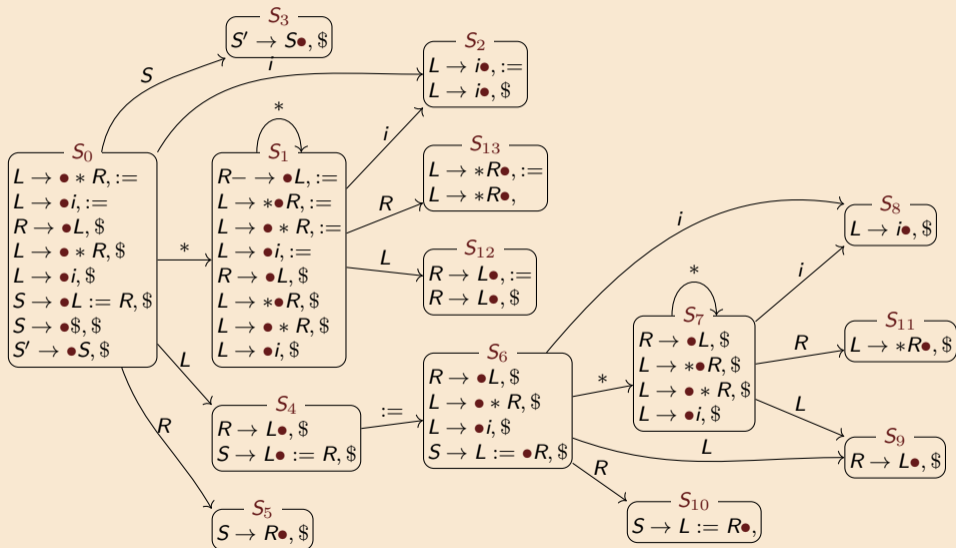 S3
S′ → S●, $
S
i
S2
L → i●, :=
L → i●, $
S0
L → ● * R, :=
L → ●i, :=
R → ●L, $
L → ● * R, $
L → ●i, $
S → ●L := R, $
S → ●$, $
S′ → ●S, $
*
*
S1
R− → ●L, :=
L → *●R, :=
L → ● * R, :=
L → ●i, :=
R → ●L, $
L → *●R, $
L → ● * R, $
L → ●i, $
i
R
L
S13
L → *R●, :=
L → *R●,
S12
R → L●, :=
R → L●, $
L
R
S4
R → L●, $
S → L● := R, $
:=
S5
S → R●, $
S6
R → ●L, $
L → ● * R, $
L → ●i, $
S → L := ●R, $
i
*
L
R
*
S7
R → ●L, $
L → *●R, $
L → ● * R, $
L → ●i, $
i
R
L
S8
L → i●, $
S11
L → *R●, $
S9
R → L●, $
S10
S → L := R●,